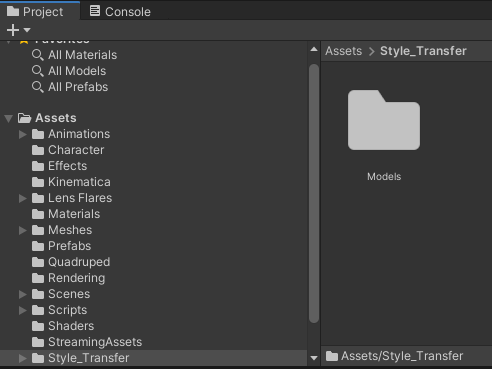 Project Console
Favorites
All Materials
All Models
All Prefabs
Assets
Animations
Character
Effects
Kinematica
Lens Flares
Materials
Meshes
Prefabs
Quadruped
Rendering
Scenes
Scripts
Shaders
StreamingAssets
Style_Transfer
Assets > Style_Transfer
Models
Assets/Style_Transfer